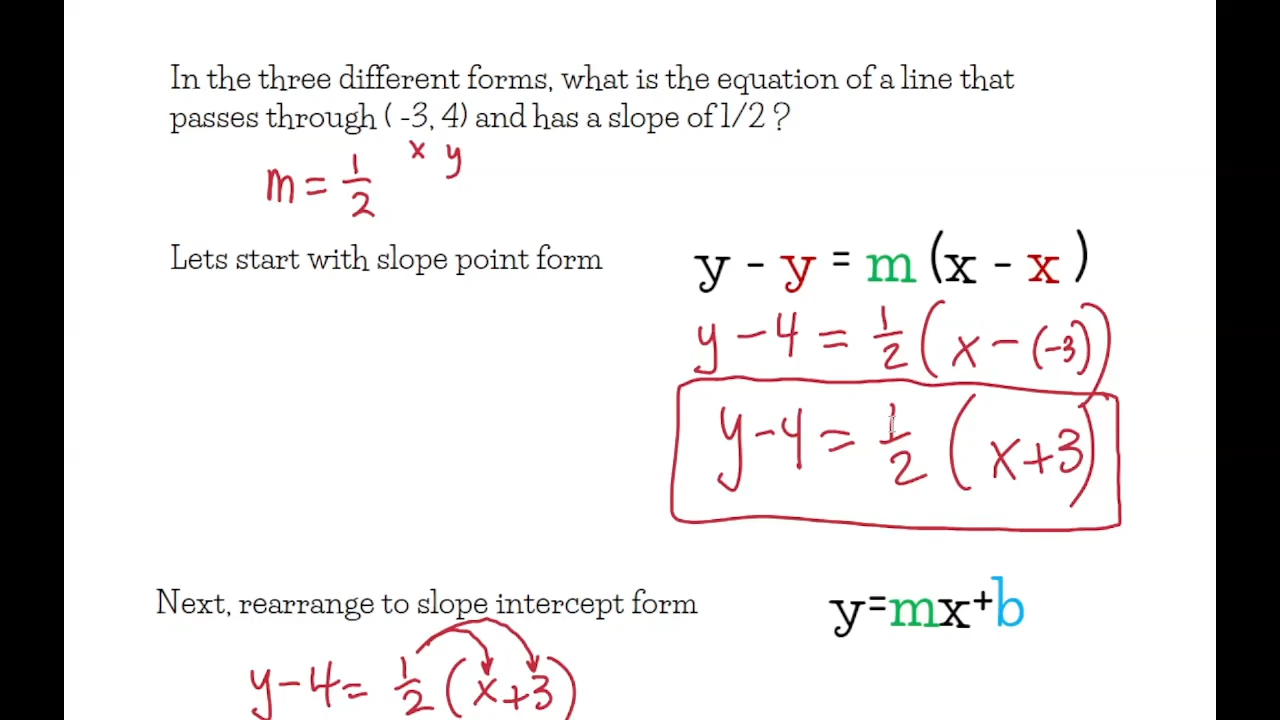 In the three different forms, what is the equation of a line that
passes through ( -3, 4) and has a slope of 1/2 ?
x y
m = 1/2
Lets start with slope point form
y - y = m (x - x )
y - 4 = 1/2 ( x - (-3))
y - 4 = 1/2 ( x + 3)
Next, rearrange to slope intercept form
y=mx+b
y - 4 = 1/2 ( x + 3 )